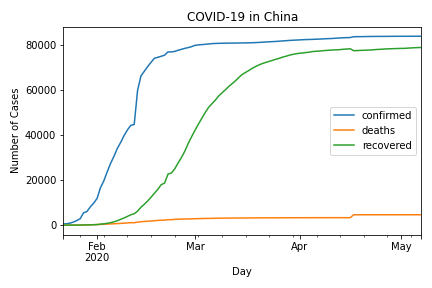 COVID-19 in China
Number of Cases
80000
60000
40000
20000
0
confirmed
deaths
recovered
Feb
2020
Mar
Apr
May
Day